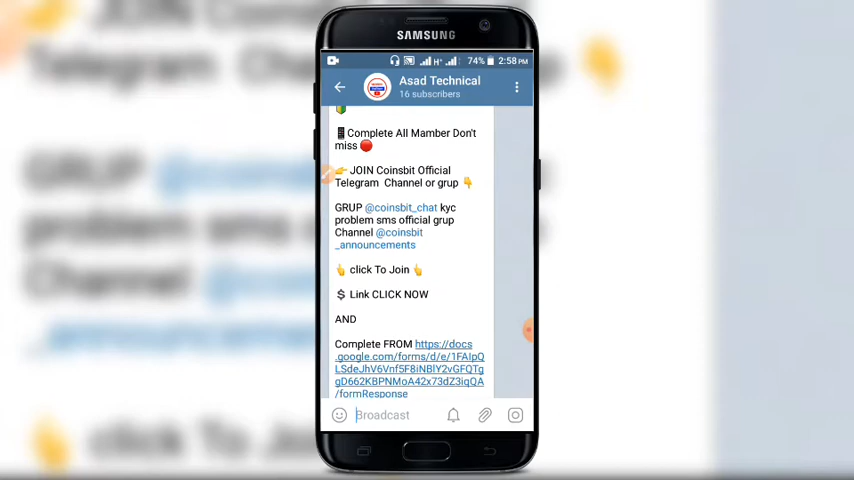 SAMSUNG
H+ 74% 2:58 PM
Asad Technical
16 subscribers
📱Complete All Mamber Don't
miss 🔴
👉 JOIN Coinsbit Official
Telegram Channel or grup 👇
GRUP @coinsbit_chat kyc
problem sms official grup
Channel @coinsbit
_announcements
👆 click To Join 👆
💲 Link CLICK NOW
AND
Complete FROM https://docs
.google.com/forms/d/e/1FAIpQ
LSdeJhV6Vnf5F8iNBlY2vGFQTg
gD662KBPNMoA42x73dZ3iqQA
/formResponse
Broadcast